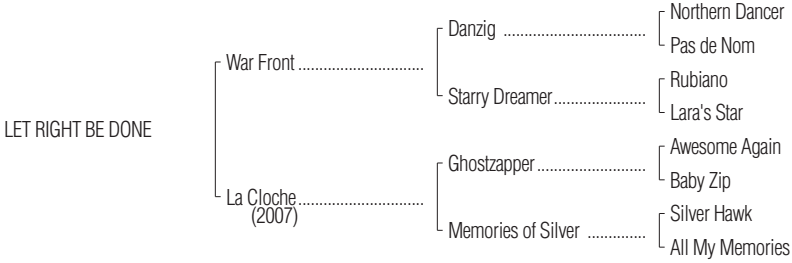 Northern Dancer
Danzig ..................................
Pas de Nom
War Front ..............................
Rubiano
Starry Dreamer......................
Lara's Star
LET RIGHT BE DONE
Awesome Again
Ghostzapper ..........................
Baby Zip
La Cloche ..............................
(2007)
Silver Hawk
Memories of Silver ..............
All My Memories